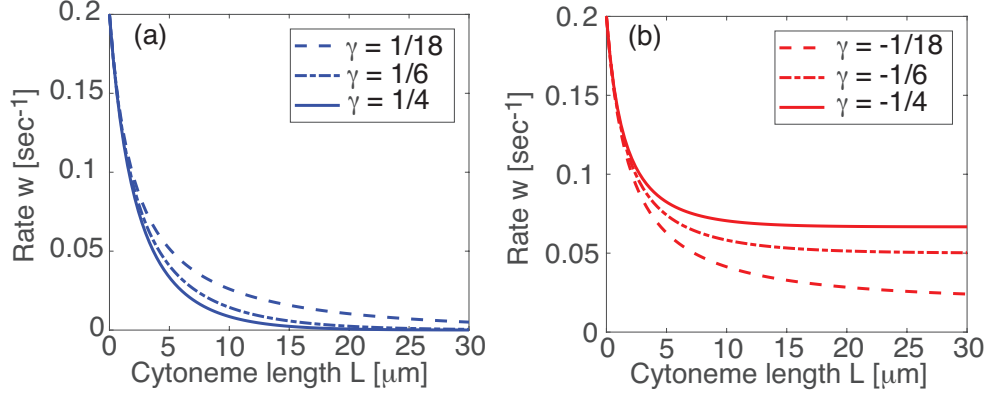 (a)
γ = 1/18
γ = 1/6
γ = 1/4
Rate w [sec⁻¹]
0.2
0.15
0.1
0.05
0
0 5 10 15 20 25 30
Cytoneme length L [μm]
(b)
γ = -1/18
γ = -1/6
γ = -1/4
Rate w [sec⁻¹]
0.2
0.15
0.1
0.05
0
0 5 10 15 20 25 30
Cytoneme length L [μm]